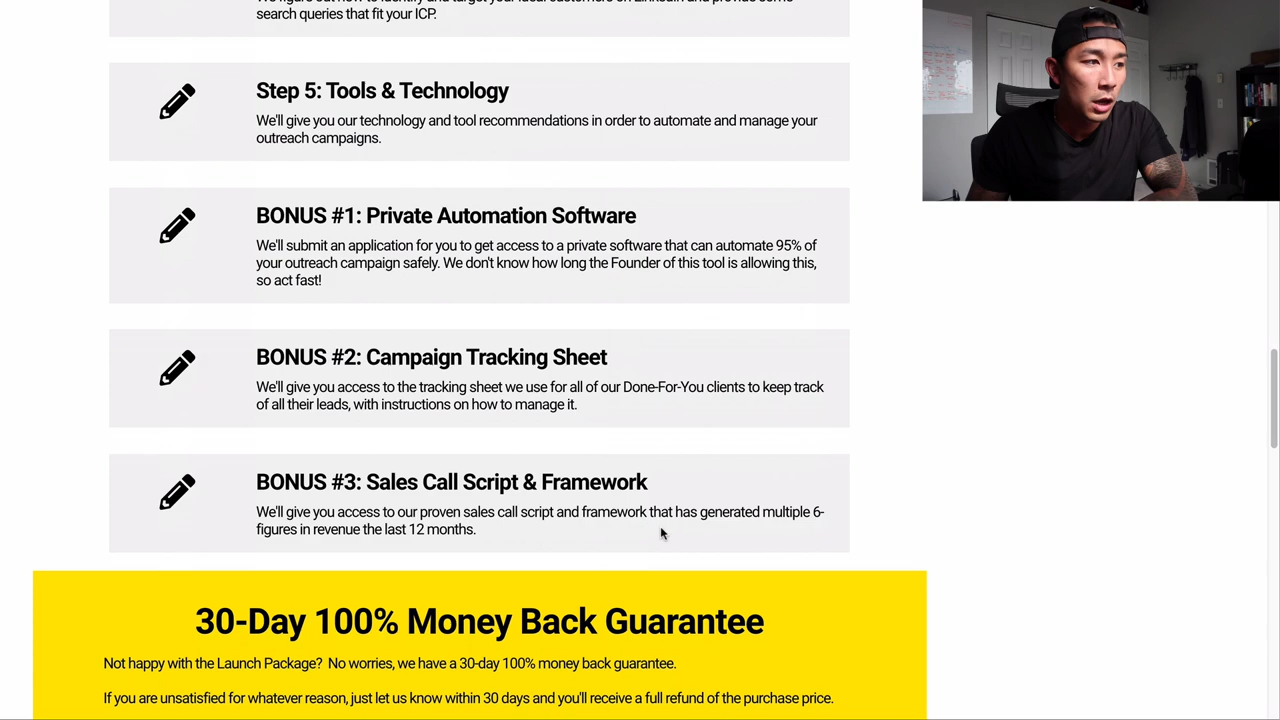 search queries that fit your ICP.
Step 5: Tools & Technology
We'll give you our technology and tool recommendations in order to automate and manage your
outreach campaigns.
BONUS #1: Private Automation Software
We'll submit an application for you to get access to a private software that can automate 95% of
your outreach campaign safely. We don't know how long the Founder of this tool is allowing this,
so act fast!
BONUS #2: Campaign Tracking Sheet
We'll give you access to the tracking sheet we use for all of our Done-For-You clients to keep track
of all their leads, with instructions on how to manage it.
BONUS #3: Sales Call Script & Framework
We'll give you access to our proven sales call script and framework that has generated multiple 6-
figures in revenue the last 12 months.
30-Day 100% Money Back Guarantee
Not happy with the Launch Package? No worries, we have a 30-day 100% money back guarantee.
If you are unsatisfied for whatever reason, just let us know within 30 days and you'll receive a full refund of the purchase price.